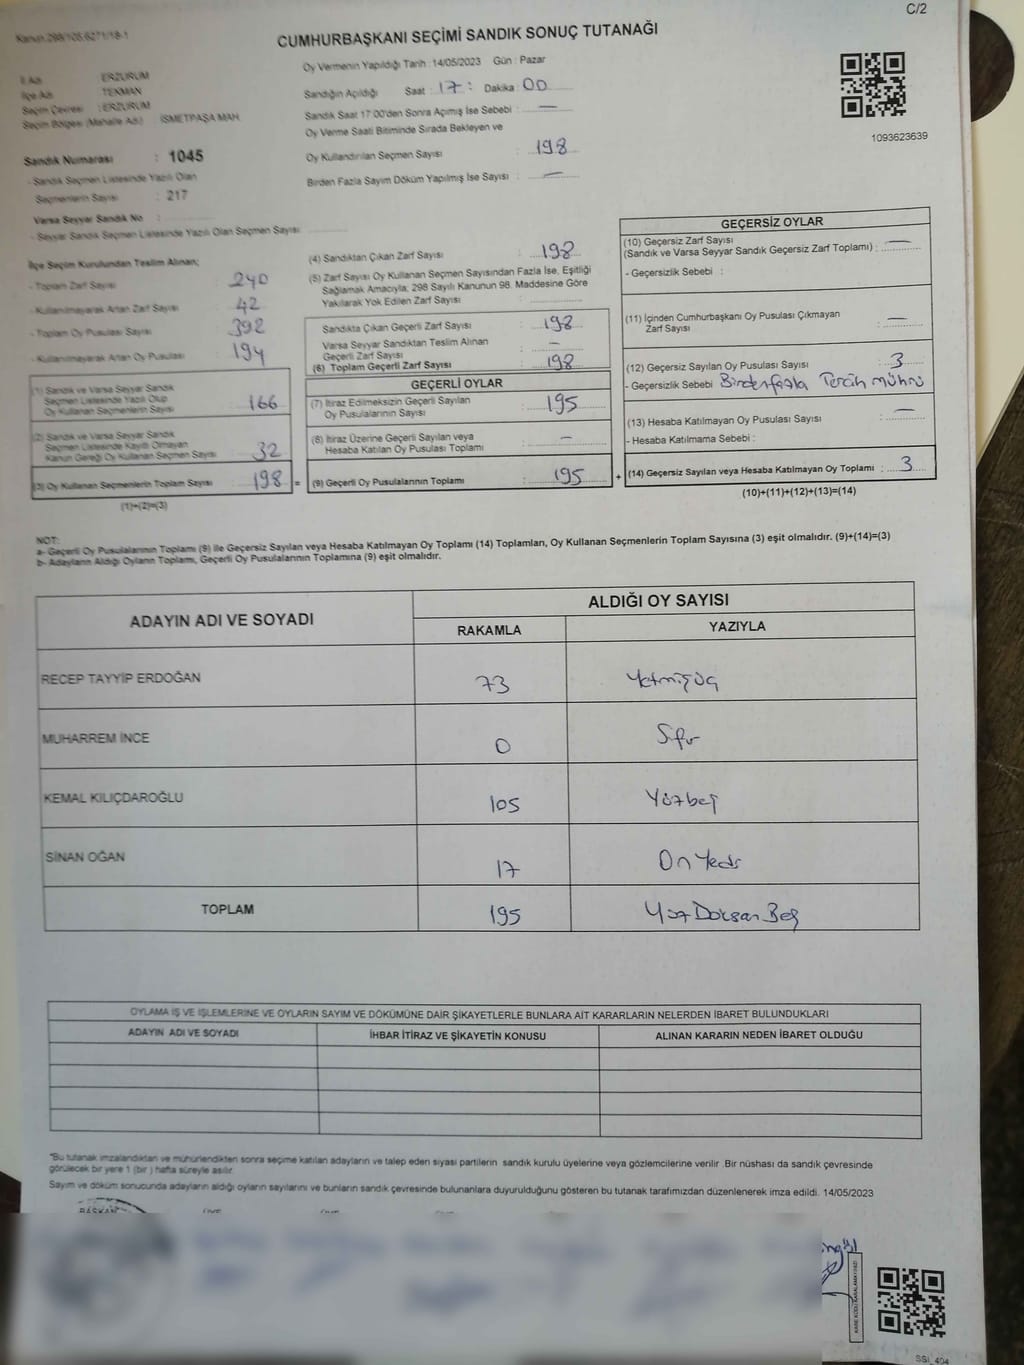 C/2
Kanun.298/105.6271/18-1
CUMHURBAŞKANI SEÇİMİ SANDIK SONUÇ TUTANAĞI
İl Adı : ERZURUM
İlçe Adı : TEKMAN
Seçim Çevresi : ERZURUM
Seçim Bölgesi (Mahalle Adı) : İSMETPAŞA MAH.
Sandık Numarası : 1045
- Sandık Seçmen Listesinde Yazılı Olan
Seçmenlerin Sayısı : 217
Varsa Seyyar Sandık No :
- Seyyar Sandık Seçmen Listesinde Yazılı Olan Seçmen Sayısı :
Oy Vermenin Yapıldığı Tarih : 14/05/2023 Gün : Pazar
Sandığın Açıldığı Saat : 17 : Dakika : 00
Sandık Saat 17:00'den Sonra Açımış İse Sebebi : —
Oy Verme Saati Bitiminde Sırada Bekleyen ve
Oy Kullandırılan Seçmen Sayısı : 198
Birden Fazla Sayım Döküm Yapılmış İse Sayısı : —
1093623639
İlçe Seçim Kurulundan Teslim Alınan;
- Toplam Zarf Sayısı : 240
- Kullanılmayarak Artan Zarf Sayısı : 42
- Toplam Oy Pusulası Sayısı : 392
- Kullanılmayarak Artan Oy Pusulası : 194
(1) Sandık ve Varsa Seyyar Sandık
Seçmen Listesinde Yazılı Olup
Oy Kullanan Seçmenlerin Sayısı : 166
(2) Sandık ve Varsa Seyyar Sandık
Seçmen Listesinde Kayıtlı Olmayan
Kanun Gereği Oy Kullanan Seçmen Sayısı : 32
(3) Oy Kullanan Seçmenlerin Toplam Sayısı : 198 =
(1)+(2)=(3)
(4) Sandıktan Çıkan Zarf Sayısı : 198
(5) Zarf Sayısı Oy Kullanan Seçmen Sayısından Fazla İse, Eşitliği
Sağlamak Amacıyla; 298 Sayılı Kanunun 98. Maddesine Göre
Yakılarak Yok Edilen Zarf Sayısı :
Sandıkta Çıkan Geçerli Zarf Sayısı : 198
Varsa Seyyar Sandıktan Teslim Alınan
Geçerli Zarf Sayısı : —
(6) Toplam Geçerli Zarf Sayısı : 198
GEÇERLİ OYLAR
(7) İtiraz Edilmeksizin Geçerli Sayılan
Oy Pusulalarının Sayısı : 195
(8) İtiraz Üzerine Geçerli Sayılan veya
Hesaba Katılan Oy Pusulası Toplamı : —
(9) Geçerli Oy Pusulalarının Toplamı : 195 +
GEÇERSİZ OYLAR
(10) Geçersiz Zarf Sayısı
(Sandık ve Varsa Seyyar Sandık Geçersiz Zarf Toplamı) : —
- Geçersizlik Sebebi :
(11) İçinden Cumhurbaşkanı Oy Pusulası Çıkmayan
Zarf Sayısı : —
(12) Geçersiz Sayılan Oy Pusulası Sayısı : 3
- Geçersizlik Sebebi : Birdenfazla Tercih mührü
(13) Hesaba Katılmayan Oy Pusulası Sayısı : —
- Hesaba Katılmama Sebebi :
(14) Geçersiz Sayılan veya Hesaba Katılmayan Oy Toplamı : 3
(10)+(11)+(12)+(13)=(14)
NOT:
a- Geçerli Oy Pusulalarının Toplamı (9) ile Geçersiz Sayılan veya Hesaba Katılmayan Oy Toplamı (14) Toplamları, Oy Kullanan Seçmenlerin Toplam Sayısına (3) eşit olmalıdır. (9)+(14)=(3)
b- Adayların Aldığı Oyların Toplamı, Geçerli Oy Pusulalarının Toplamına (9) eşit olmalıdır.
ADAYIN ADI VE SOYADI ALDIĞI OY SAYISI
RAKAMLA YAZIYLA
RECEP TAYYİP ERDOĞAN 73 Yetmişüç
MUHARREM İNCE 0 Sıfır
KEMAL KILIÇDAROĞLU 105 Yüzbeş
SİNAN OĞAN 17 On Yedi
TOPLAM 195 Yüz Doksan Beş
OYLAMA İŞ VE İŞLEMLERİNE VE OYLARIN SAYIM VE DÖKÜMÜNE DAİR ŞİKAYETLERLE BUNLARA AİT KARARLARIN NELERDEN İBARET BULUNDUKLARI
ADAYIN ADI VE SOYADI İHBAR İTİRAZ VE ŞİKAYETİN KONUSU ALINAN KARARIN NEDEN İBARET OLDUĞU
*Bu tutanak imzalandıktan ve mühürlendikten sonra seçime katılan adayların ve talep eden siyasi partilerin sandık kurulu üyelerine veya gözlemcilerine verilir .Bir nüshası da sandık çevresinde
görülecek bir yere 1 (bir ) hafta süreyle asılır.
Sayım ve döküm sonucunda adayların aldığı oyların sayılarını ve bunların sandık çevresinde bulunanlara duyurulduğunu gösteren bu tutanak tarafımızdan düzenlenerek imza edildi. 14/05/2023
BAŞKAN ÜYE ÜYE
KARE KODU KARALAMAYINIZ!